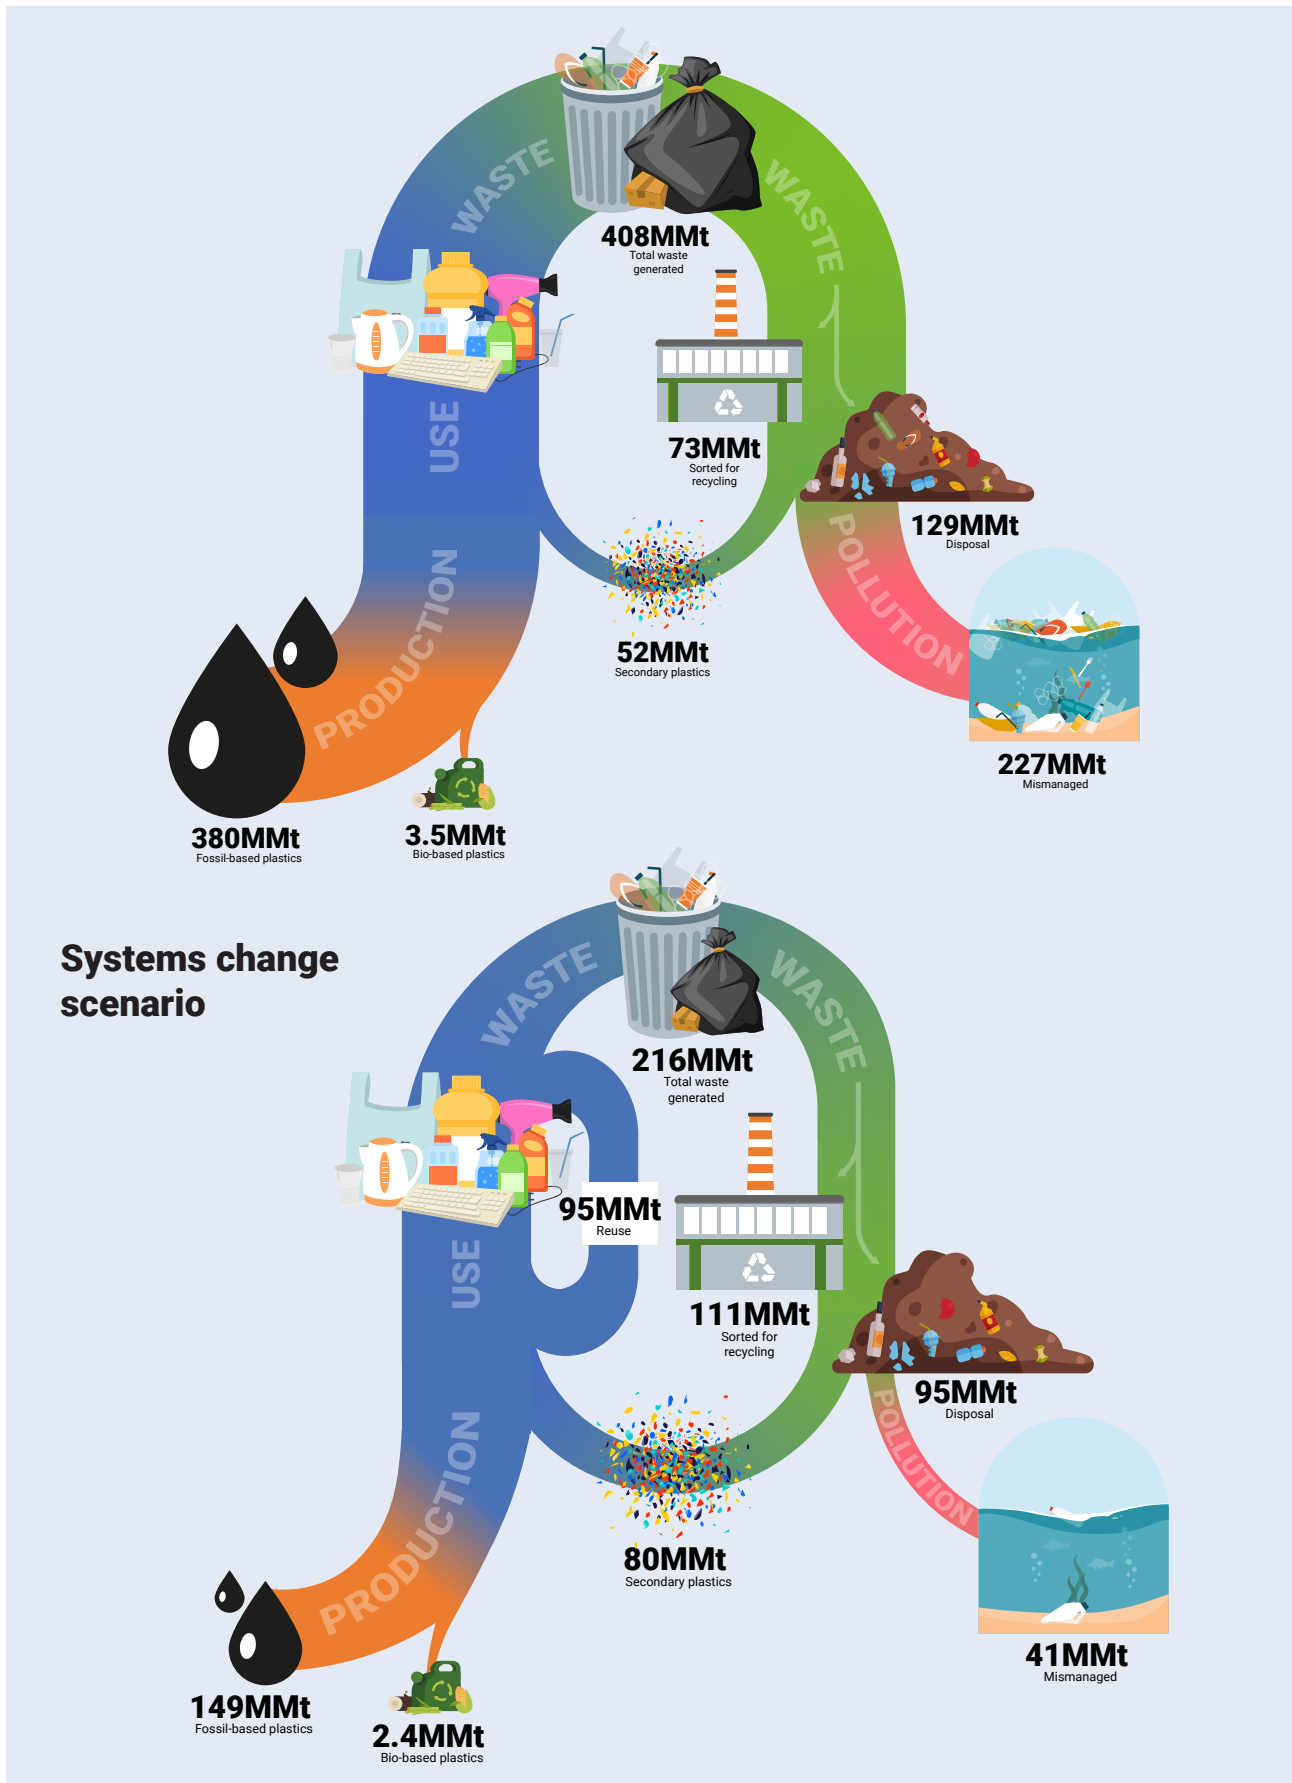 WASTE
WASTE
408MMt
Total waste
generated
USE
73MMt
Sorted for
recycling
129MMt
Disposal
POLLUTION
PRODUCTION
52MMt
Secondary plastics
227MMt
Mismanaged
380MMt
Fossil-based plastics
3.5MMt
Bio-based plastics
Systems change
scenario
WASTE
WASTE
216MMt
Total waste
generated
95MMt
Reuse
USE
111MMt
Sorted for
recycling
95MMt
Disposal
POLLUTION
PRODUCTION
80MMt
Secondary plastics
41MMt
Mismanaged
149MMt
Fossil-based plastics
2.4MMt
Bio-based plastics